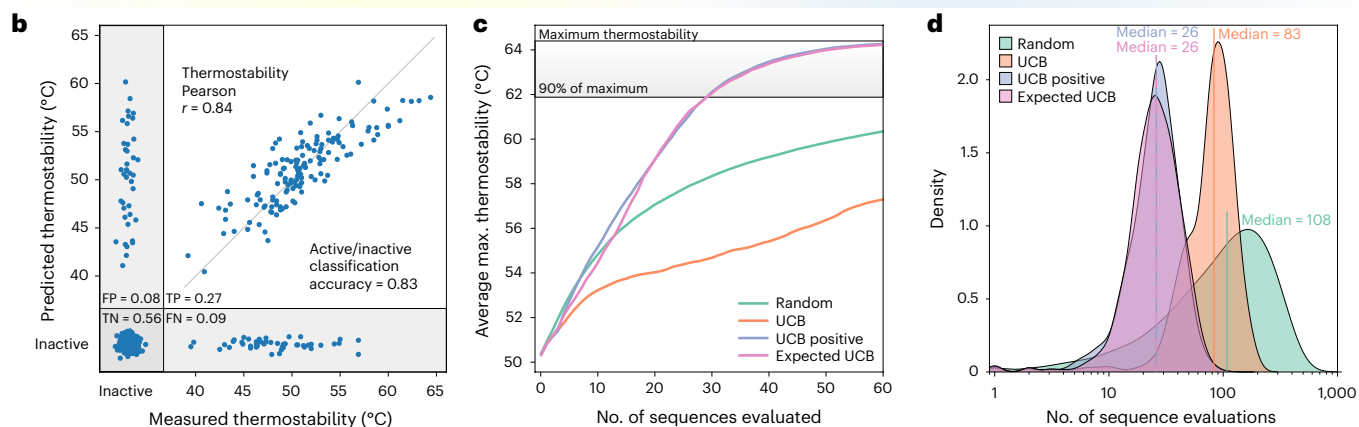 b
65
60
55
50
45
40
Inactive
Predicted thermostability (°C)
Thermostability
Pearson
r = 0.84
Active/inactive
classification
accuracy = 0.83
FP = 0.08
TP = 0.27
TN = 0.56
FN = 0.09
Inactive
40
45
50
55
60
65
Measured thermostability (°C)
c
64
62
60
58
56
54
52
50
Average max. thermostability (°C)
Maximum thermostability
90% of maximum
Random
UCB
UCB positive
Expected UCB
0
10
20
30
40
50
60
No. of sequences evaluated
d
Median = 26
Median = 26
Median = 83
Median = 108
Random
UCB
UCB positive
Expected UCB
2.0
1.5
1.0
0.5
0
Density
1
10
100
1,000
No. of sequence evaluations